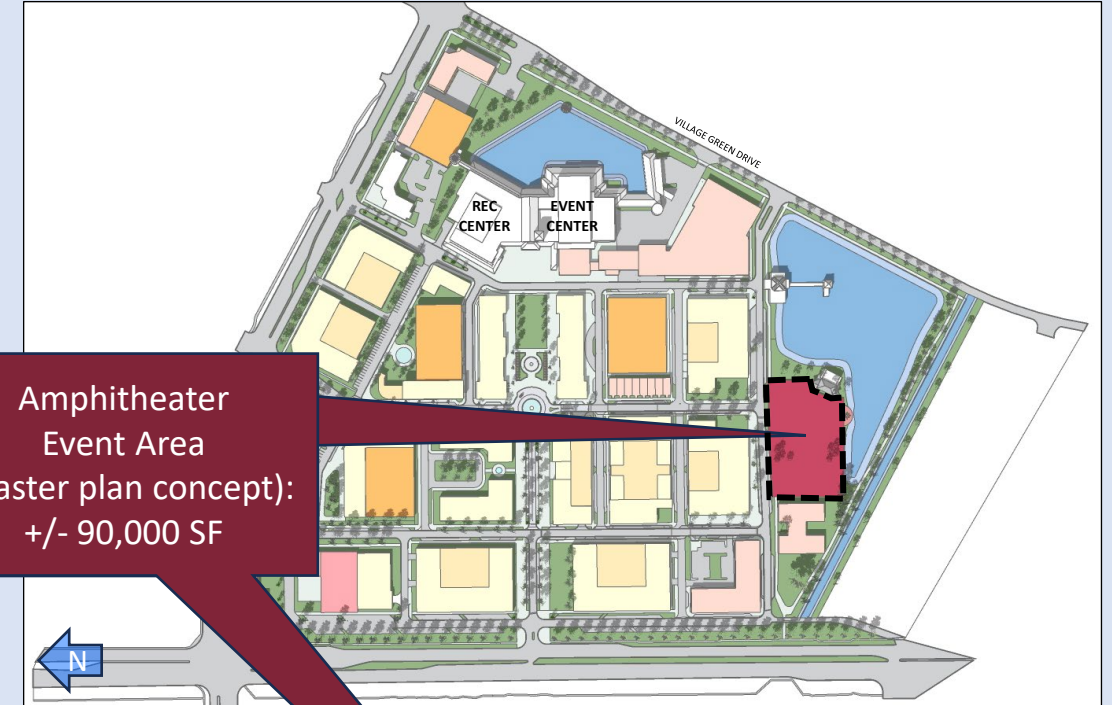 VILLAGE GREEN DRIVE
REC
CENTER
EVENT
CENTER
Amphitheater
Event Area
aster plan concept):
+/- 90,000 SF
N